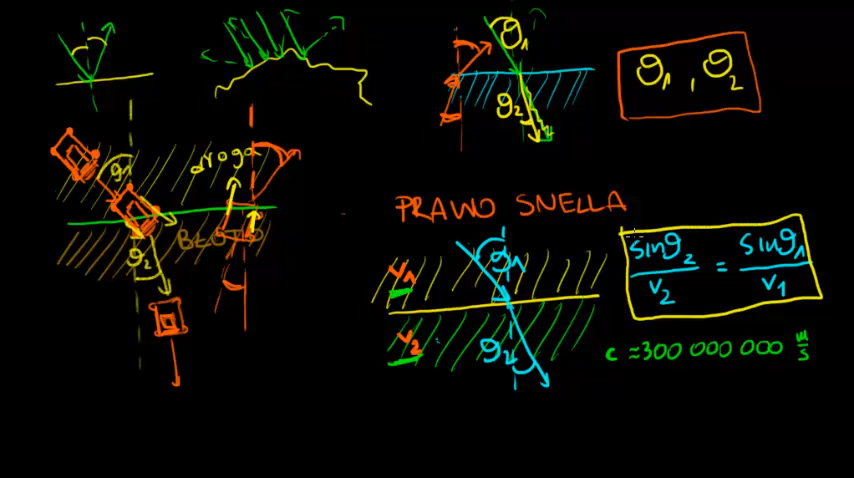 ϑ1
ϑ2
ϑ1 , ϑ2
droga
ϑ1
BŁOTO
ϑ2
PRAWO SNELLA
v1
ϑ1
v2
ϑ2
sinϑ2 / v2 = sinϑ1 / v1
c ≈ 300 000 000 m/s